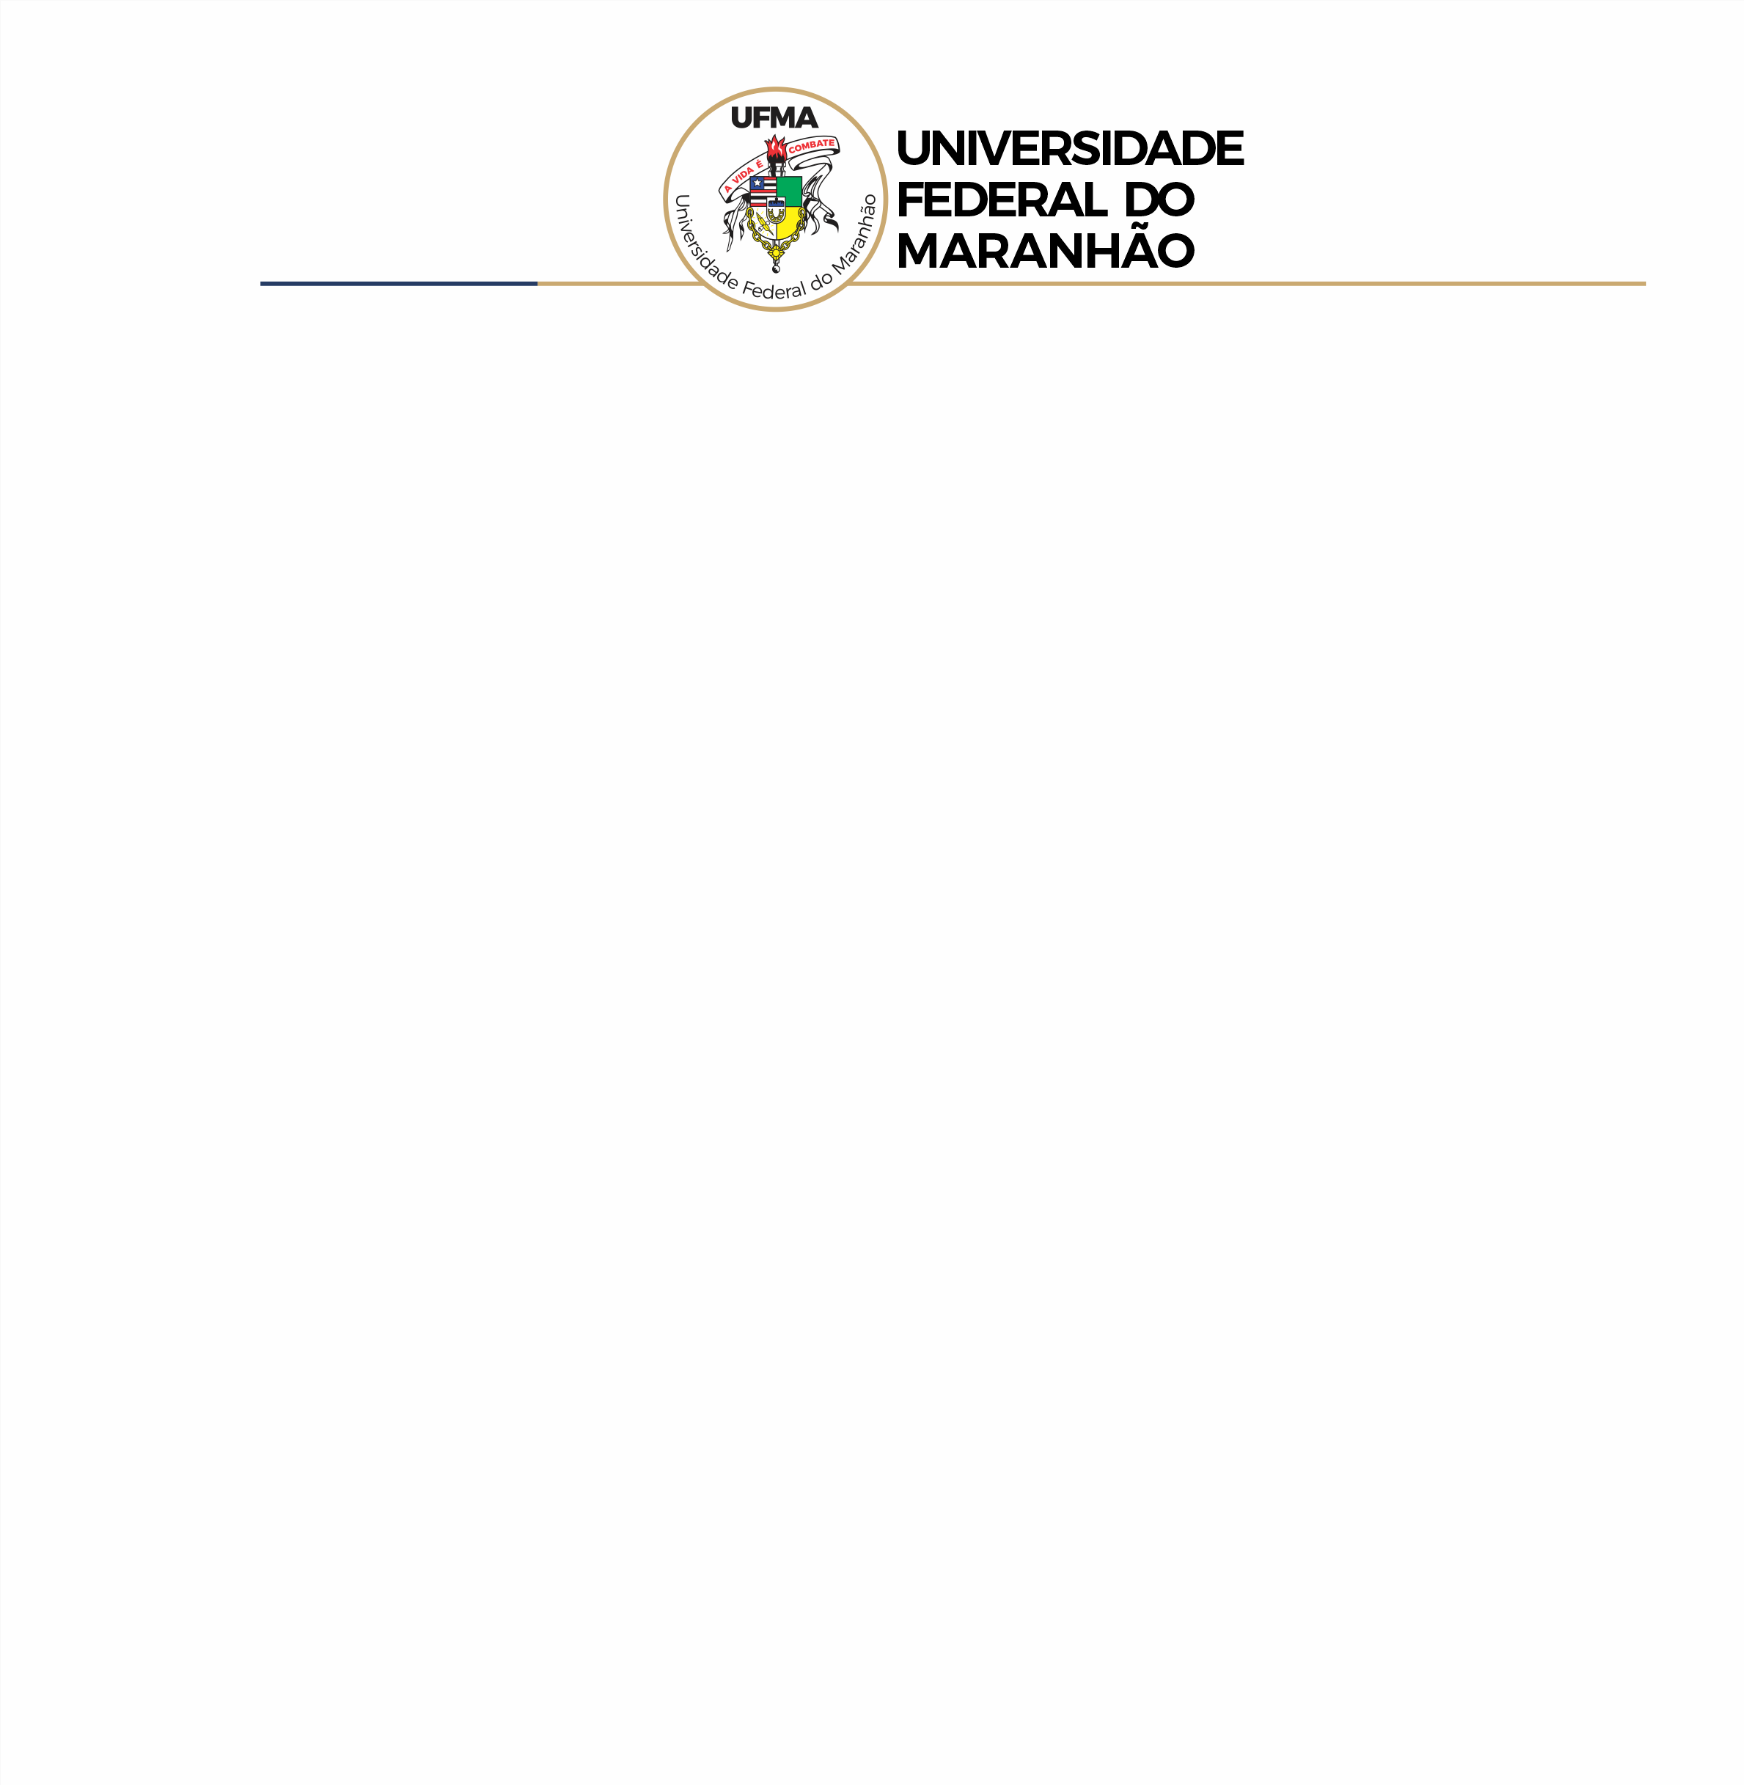 UFMA
A VIDA É COMBATE
Universidade Federal do Maranhão
UNIVERSIDADE
FEDERAL DO
MARANHÃO